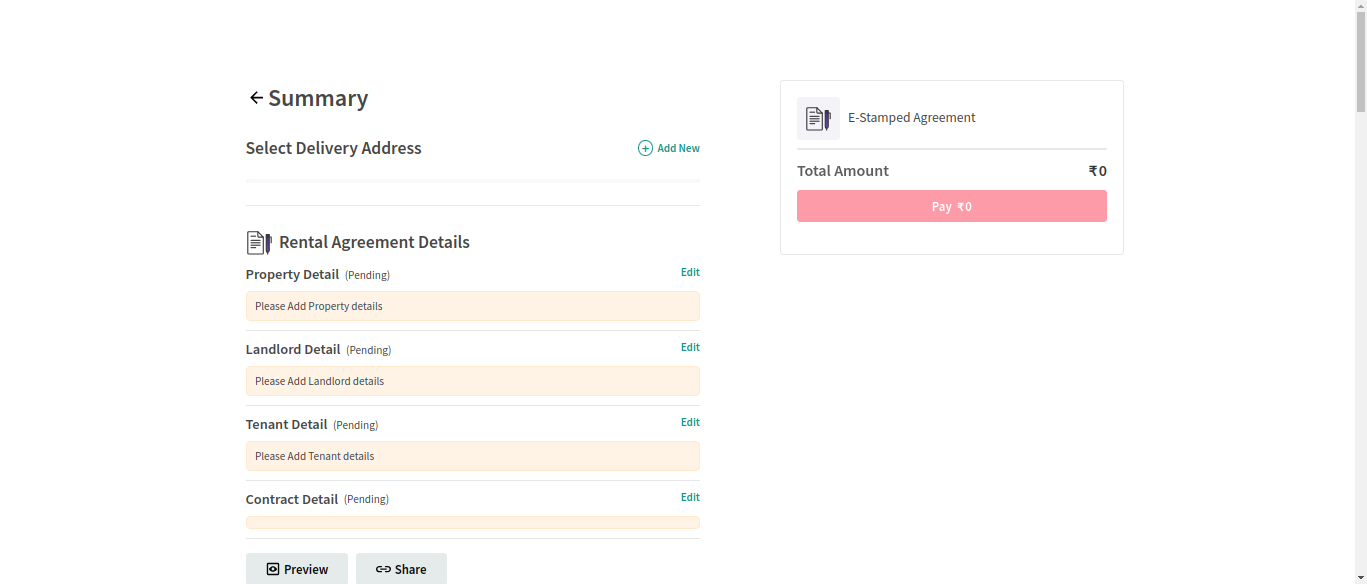 Summary
Select Delivery Address
Add New
Rental Agreement Details
Property Detail (Pending) Edit
Please Add Property details
Landlord Detail (Pending) Edit
Please Add Landlord details
Tenant Detail (Pending) Edit
Please Add Tenant details
Contract Detail (Pending) Edit
Preview
Share
E-Stamped Agreement
Total Amount ₹0
Pay ₹0